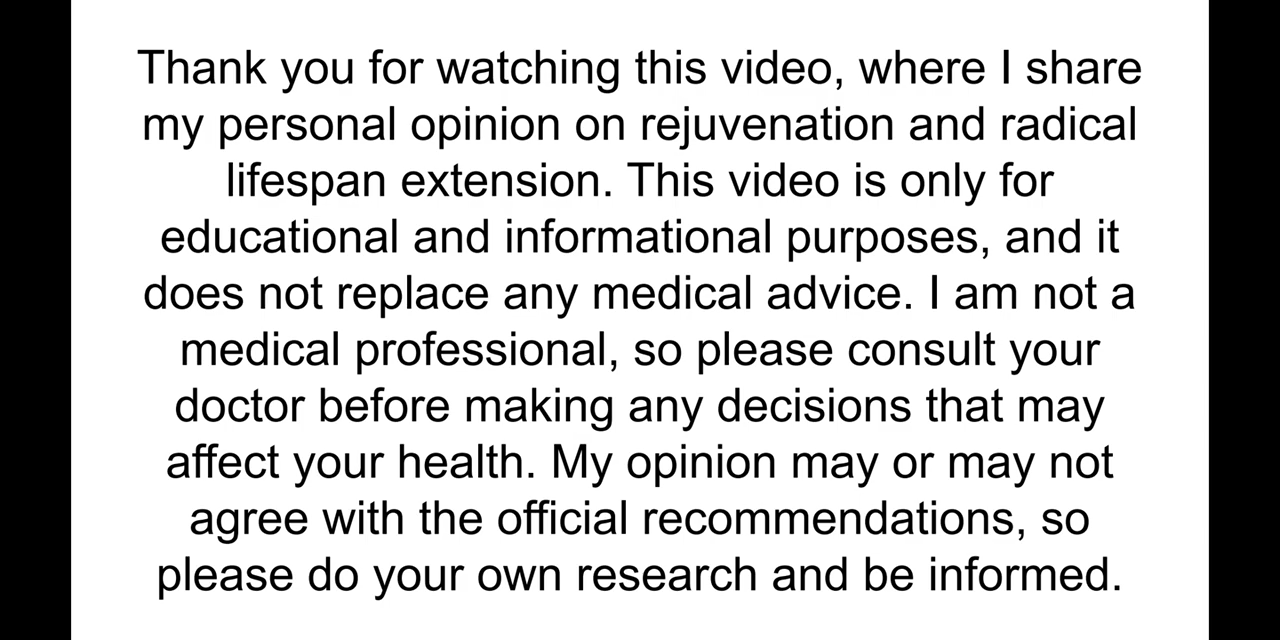 Thank you for watching this video, where I share
my personal opinion on rejuvenation and radical
lifespan extension. This video is only for
educational and informational purposes, and it
does not replace any medical advice. I am not a
medical professional, so please consult your
doctor before making any decisions that may
affect your health. My opinion may or may not
agree with the official recommendations, so
please do your own research and be informed.